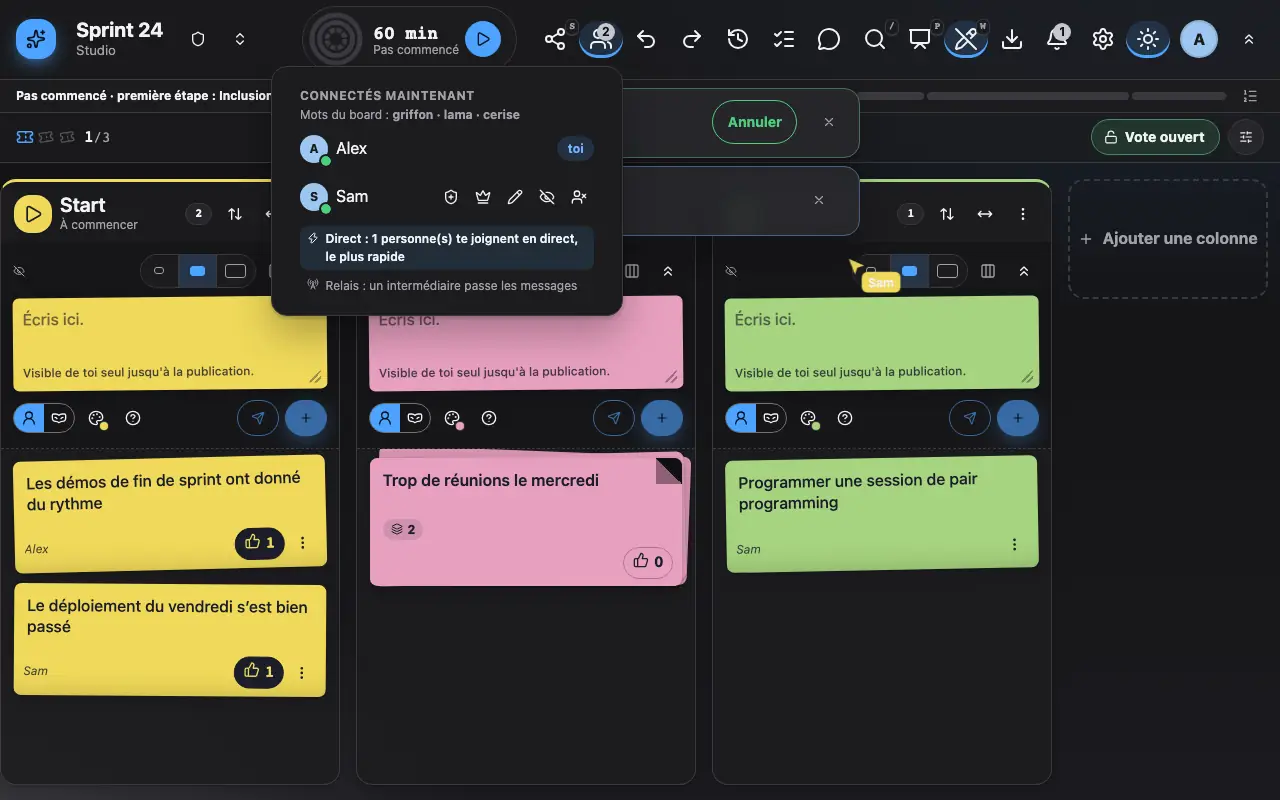 Sprint 24
Studio
60 min
Pas commencé
S
2
/
P
W
1
A
Pas commencé · première étape : Inclusion
1/3
Annuler
Vote ouvert
CONNECTÉS MAINTENANT
Mots du board : griffon · lama · cerise
A
Alex
toi
S
Sam
Direct : 1 personne(s) te joignent en direct,
le plus rapide
Relais : un intermédiaire passe les messages
Start
À commencer
2
1
Ajouter une colonne
Sam
Écris ici.
Visible de toi seul jusqu'à la publication.
Écris ici.
Visible de toi seul jusqu'à la publication.
Écris ici.
Visible de toi seul jusqu'à la publication.
Les démos de fin de sprint ont donné
du rythme
Alex
1
Le déploiement du vendredi s’est bien
passé
Sam
1
Trop de réunions le mercredi
2
0
Programmer une session de pair
programming
Sam